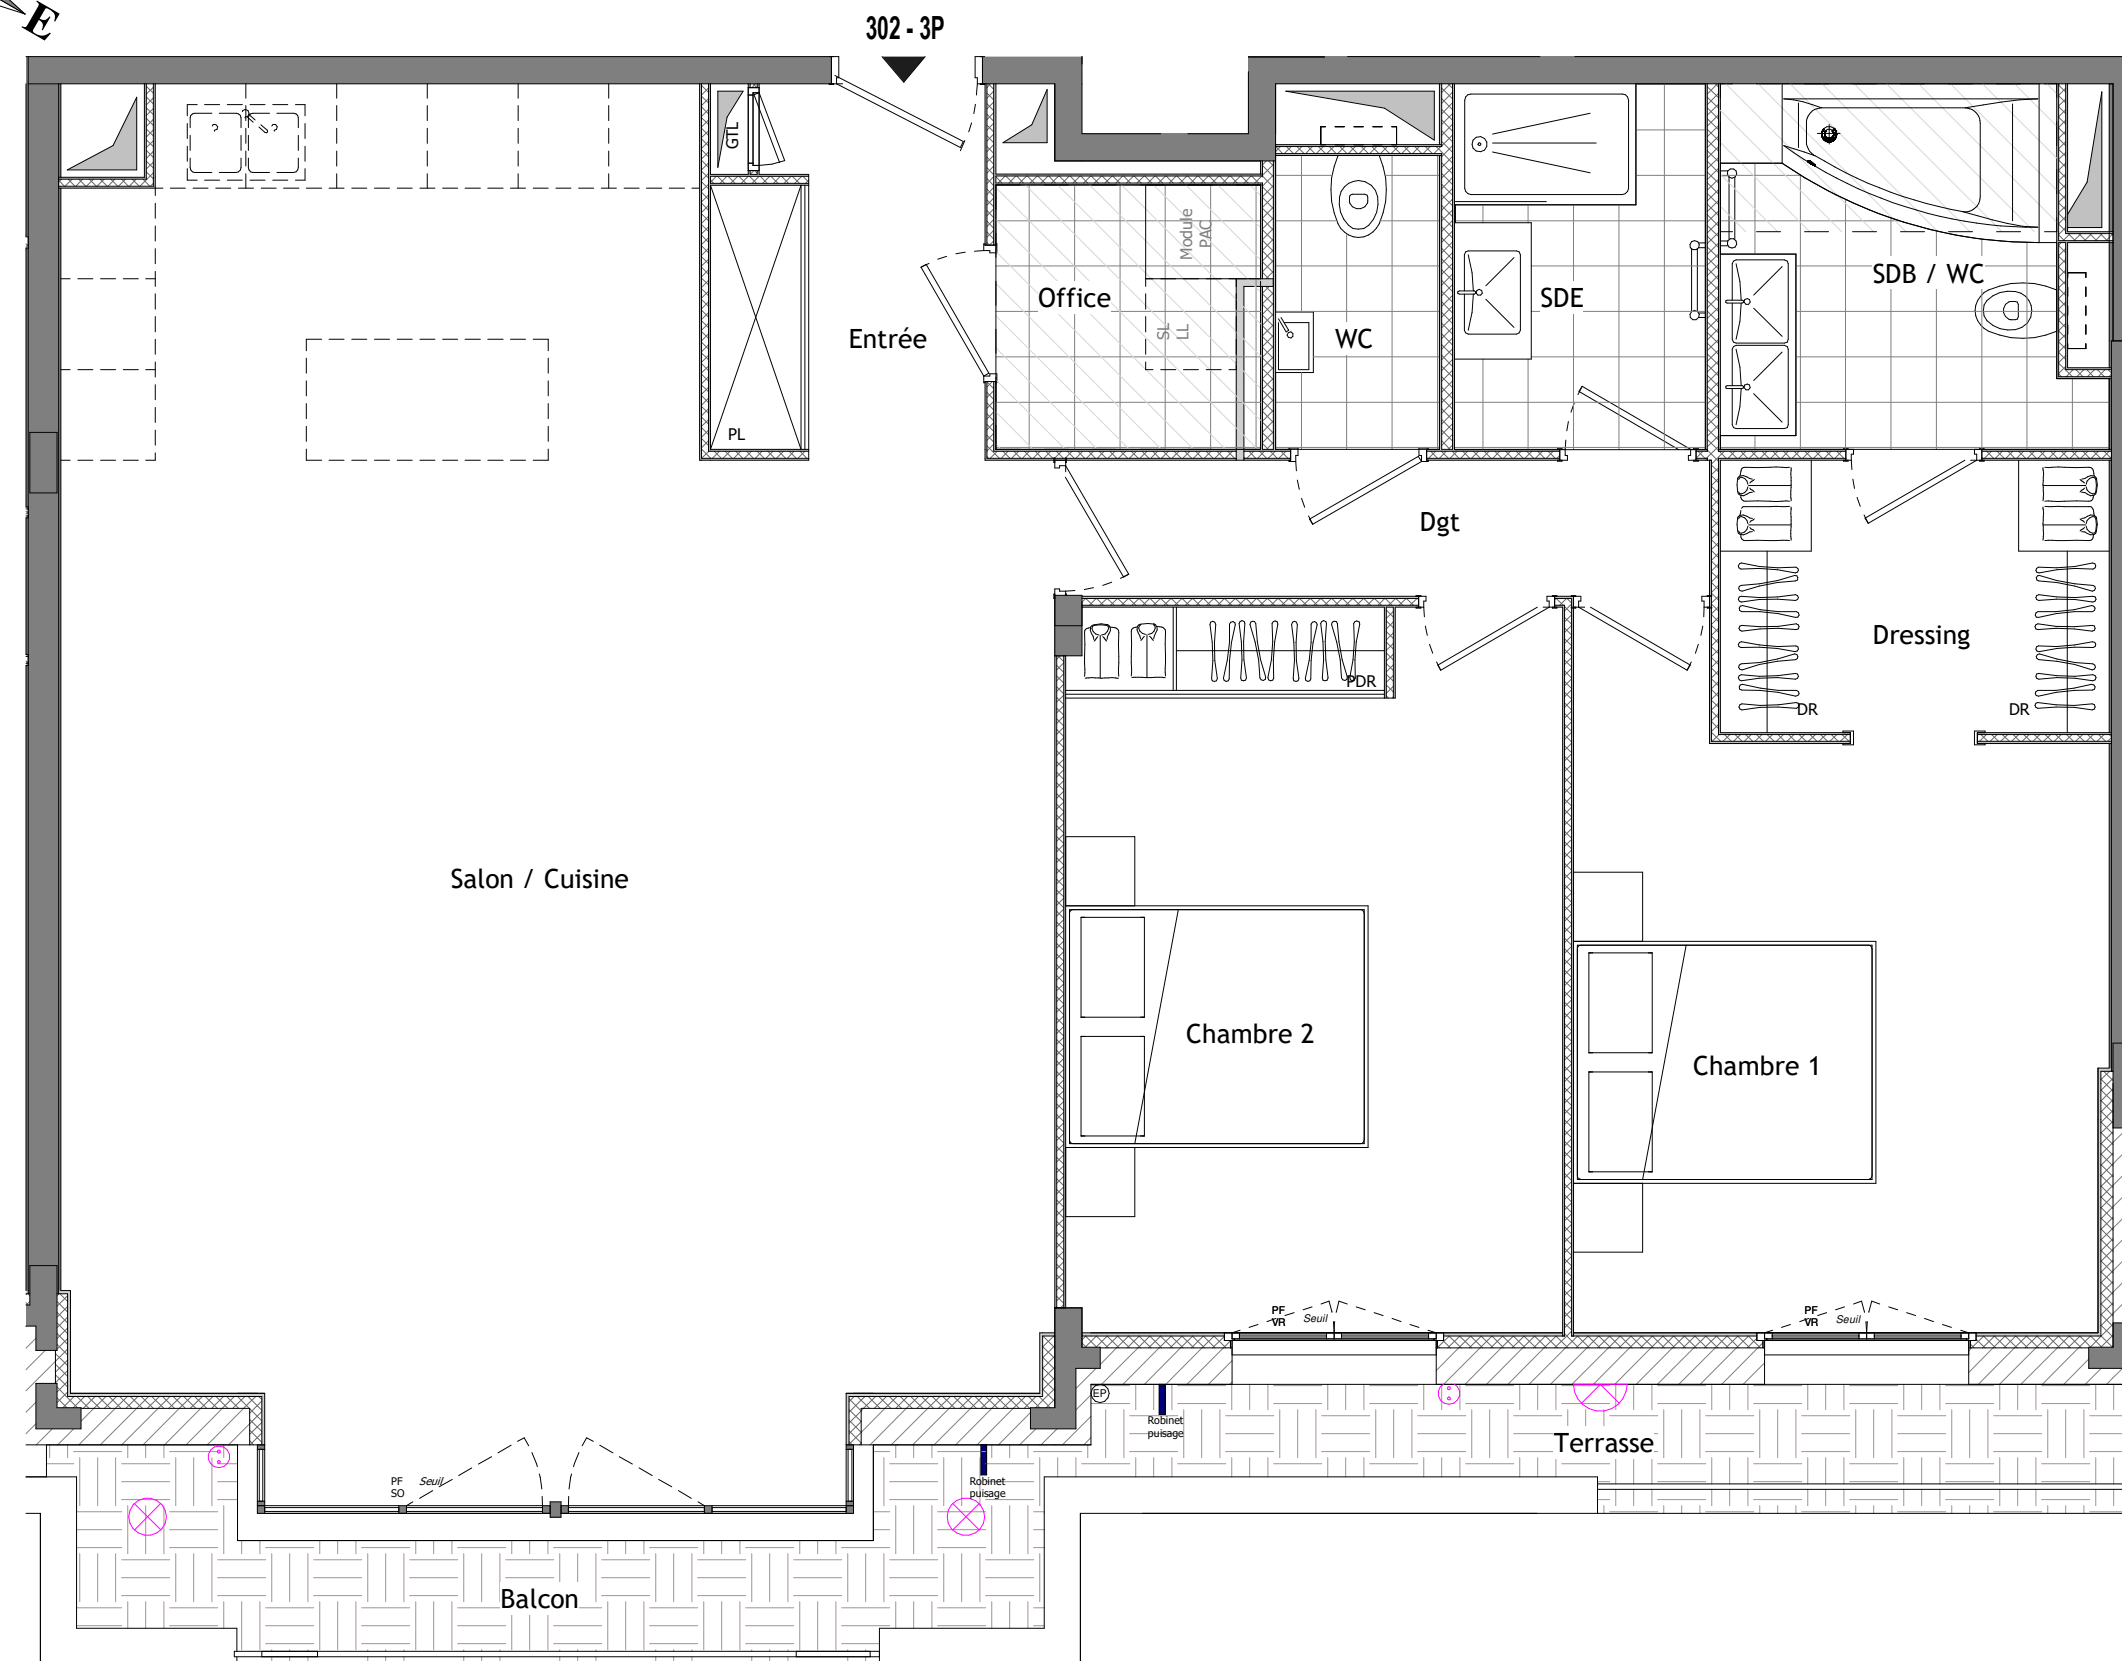 E
302 - 3P
GTL
Module
PAC
SDB / WC
Office
SDE
SL
LL
Entrée
WC
PL
Dgt
Dressing
PDR
DR
DR
Salon / Cuisine
Chambre 2
Chambre 1
PF
VR
Seuil
PF
VR
Seuil
EP
Robinet
puisage
Terrasse
PF
SO
Seuil
Robinet
puisage
Balcon